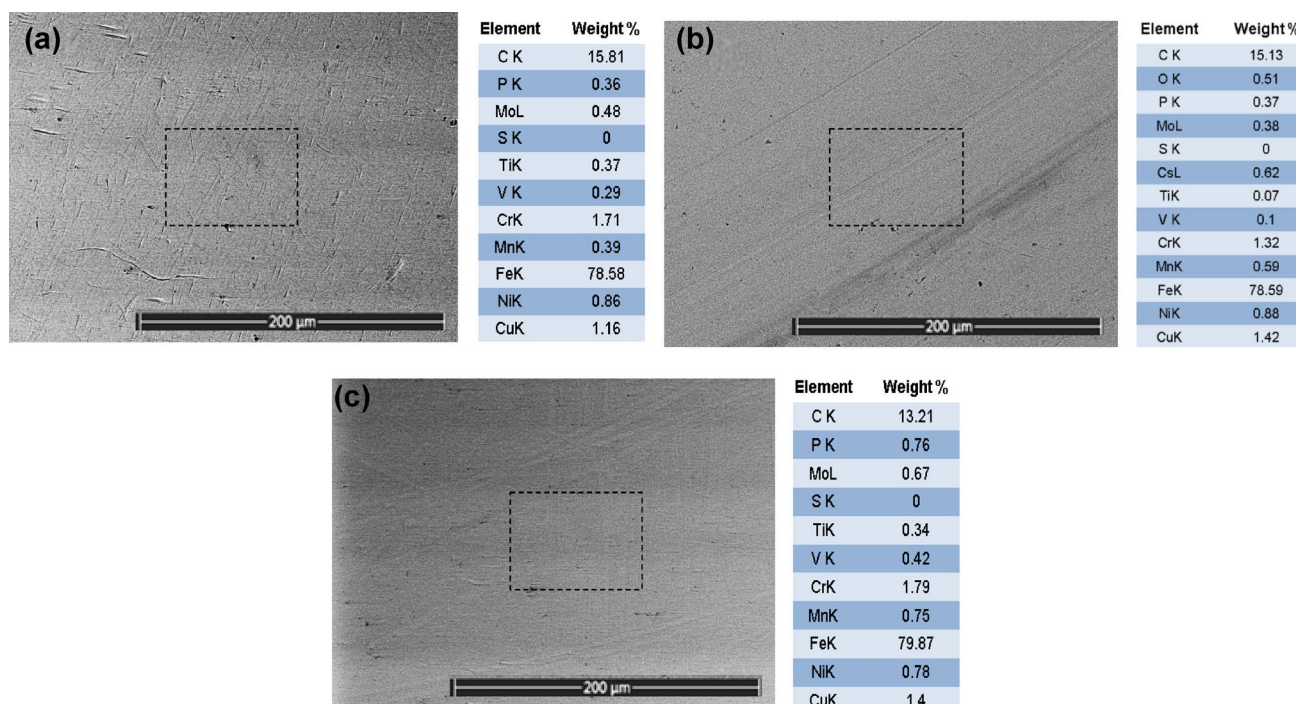 (a)
Element Weight %
C K 15.81
P K 0.36
MoL 0.48
S K 0
TiK 0.37
V K 0.29
CrK 1.71
MnK 0.39
FeK 78.58
NiK 0.86
CuK 1.16
200 µm
(b)
Element Weight %
C K 15.13
O K 0.51
P K 0.37
MoL 0.38
S K 0
CsL 0.62
TiK 0.07
V K 0.1
CrK 1.32
MnK 0.59
FeK 78.59
NiK 0.88
CuK 1.42
200 µm
(c)
Element Weight %
C K 13.21
P K 0.76
MoL 0.67
S K 0
TiK 0.34
V K 0.42
CrK 1.79
MnK 0.75
FeK 79.87
NiK 0.78
CuK 1.4
200 µm